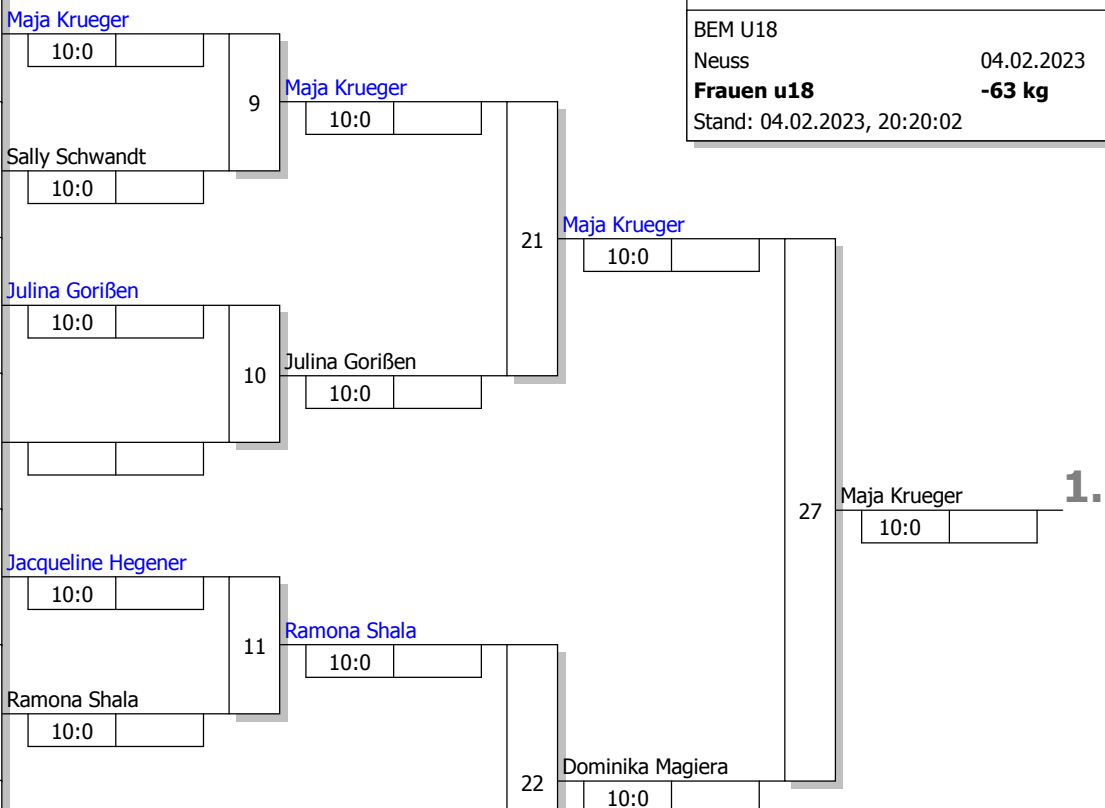 BEM U18
Neuss 04.02.2023
Frauen u18 -63 kg
Stand: 04.02.2023, 20:20:02
Maja Krueger
10:0
9
Sally Schwandt
10:0
Maja Krueger
10:0
Julina Gorißen
10:0
10
Julina Gorißen
10:0
21
Maja Krueger
10:0
Jacqueline Hegener
10:0
11
Ramona Shala
10:0
Ramona Shala
10:0
22
Dominika Magiera
10:0
27
Maja Krueger 1.
10:0